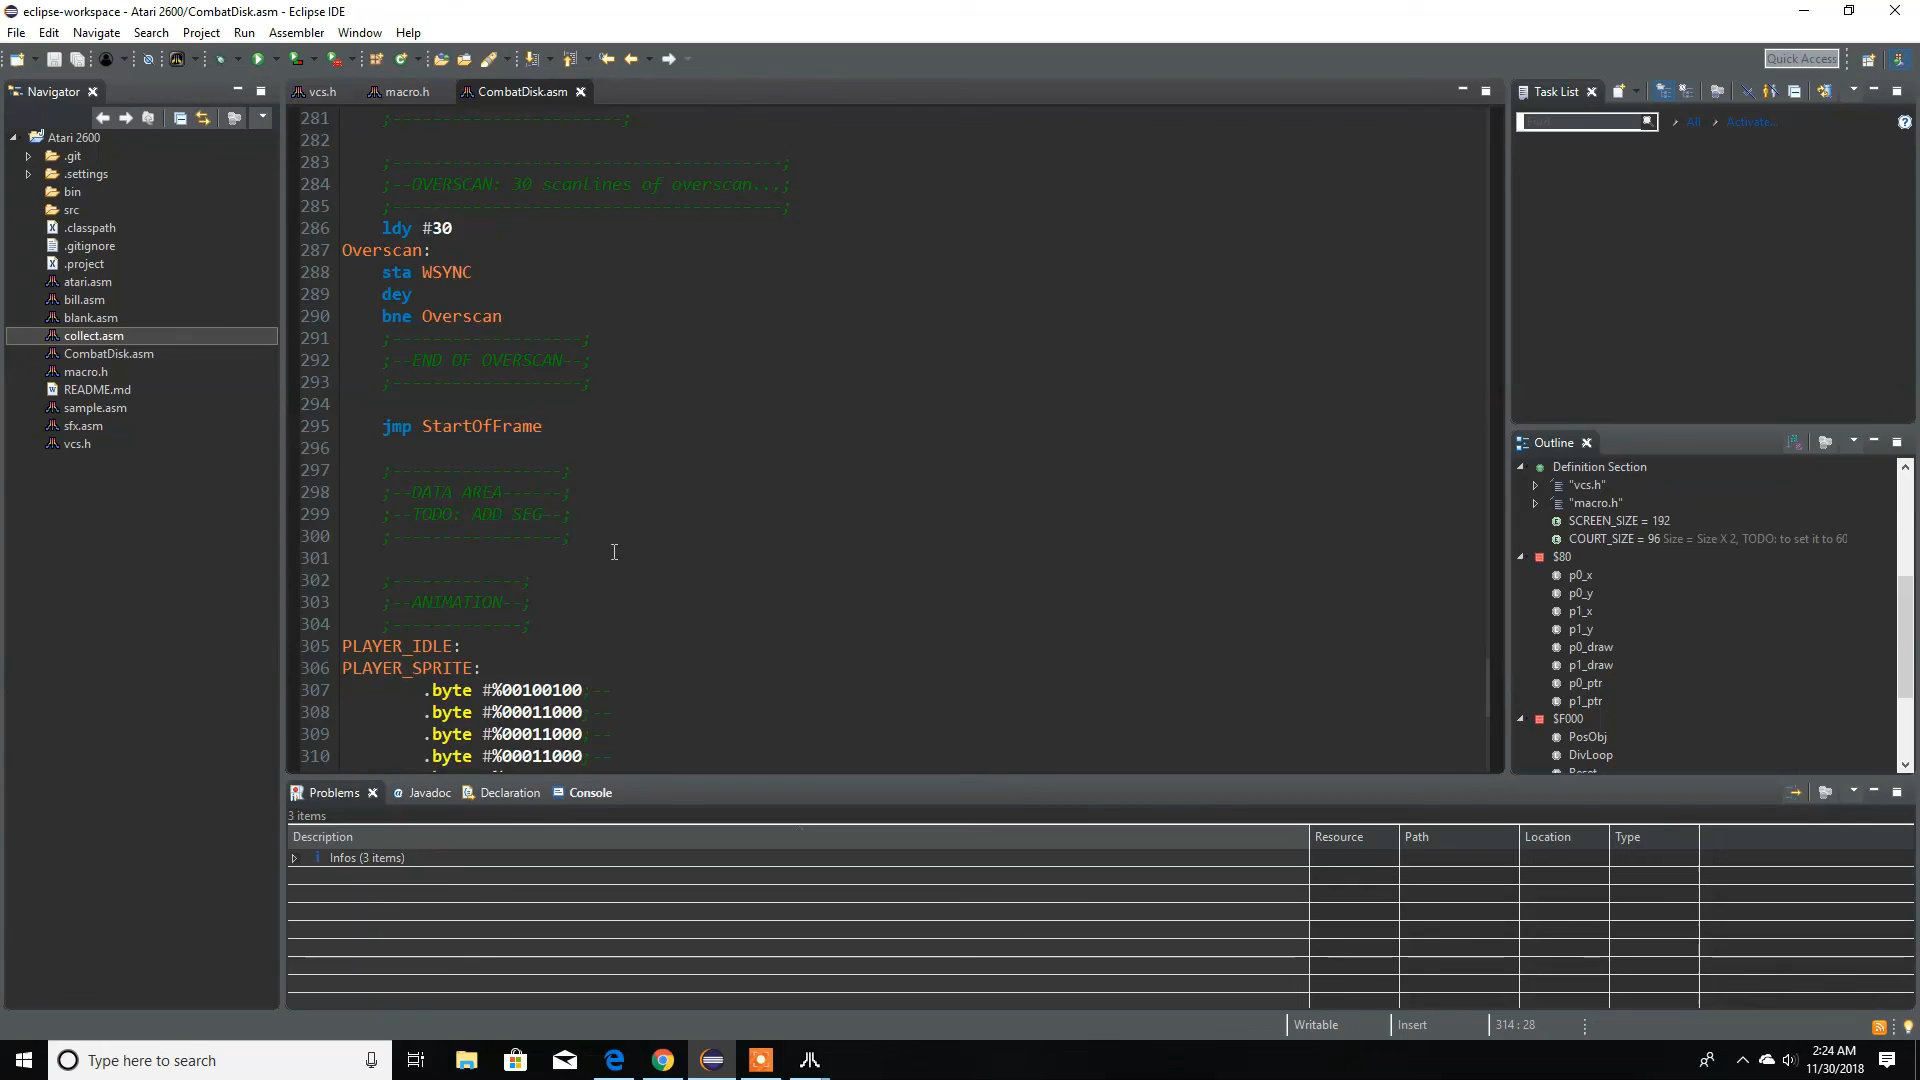 eclipse-workspace - Atari 2600/CombatDisk.asm - Eclipse IDE
File Edit Navigate Search Project Run Assembler Window Help
Quick Access
Navigator
Atari 2600
.git
.settings
bin
src
.classpath
.gitignore
.project
atari.asm
bill.asm
blank.asm
collect.asm
CombatDisk.asm
macro.h
README.md
sample.asm
sfx.asm
vcs.h
vcs.h macro.h CombatDisk.asm
281 ;-----------------------;
282
283 ;---------------------------------------;
284 ;--OVERSCAN: 30 scanlines of overscan...;
285 ;---------------------------------------;
286 ldy #30
287 Overscan:
288 sta WSYNC
289 dey
290 bne Overscan
291 ;-------------------;
292 ;--END OF OVERSCAN--;
293 ;-------------------;
294
295 jmp StartOfFrame
296
297 ;-----------------;
298 ;--DATA AREA------;
299 ;--TODO: ADD SEG--;
300 ;-----------------;
301
302 ;-------------;
303 ;--ANIMATION--;
304 ;-------------;
305 PLAYER_IDLE:
306 PLAYER_SPRITE:
307 .byte #%00100100;--
308 .byte #%00011000;--
309 .byte #%00011000;--
310 .byte #%00011000;--
Task List
Find
All
Activate...
Outline
Definition Section
"vcs.h"
"macro.h"
SCREEN_SIZE = 192
COURT_SIZE = 96 Size = Size X 2, TODO: to set it to 60
$80
p0_x
p0_y
p1_x
p1_y
p0_draw
p1_draw
p0_ptr
p1_ptr
$F000
PosObj
DivLoop
Reset
Problems Javadoc Declaration Console
3 items
Description Resource Path Location Type
Infos (3 items)
Writable Insert 314 : 28
Type here to search
2:24 AM
11/30/2018